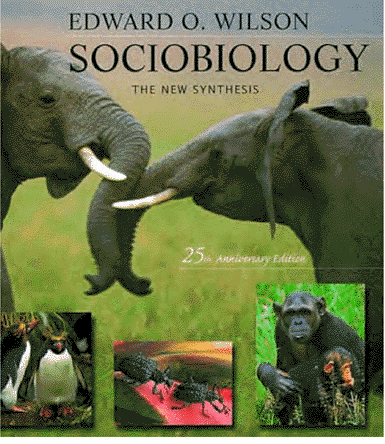 EDWARD O. WILSON
SOCIOBIOLOGY
THE NEW SYNTHESIS
25th Anniversary Edition